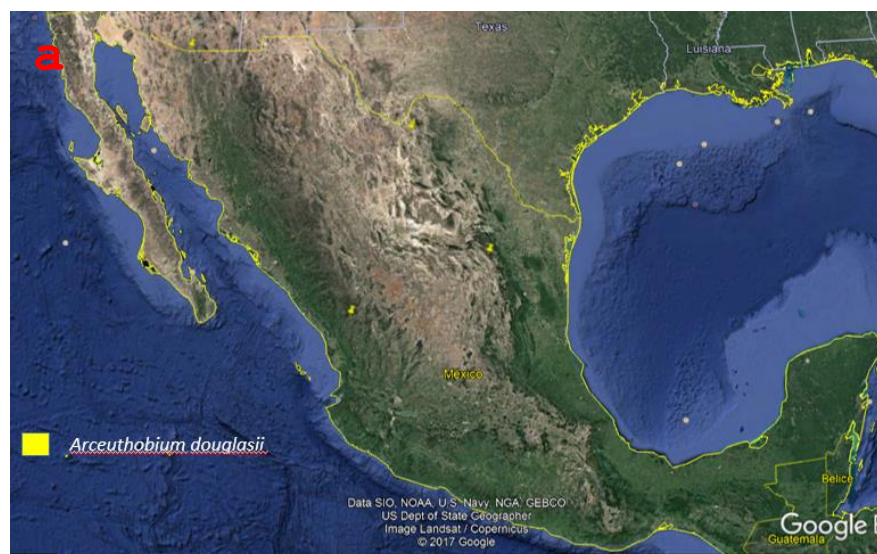 a
Texas
Luisiana
México
Arceuthobium douglasii
Belice
Data SIO, NOAA, U.S. Navy, NGA, GEBCO
US Dept of State Geographer
Image Landsat / Copernicus
© 2017 Google
Google
Guatemala